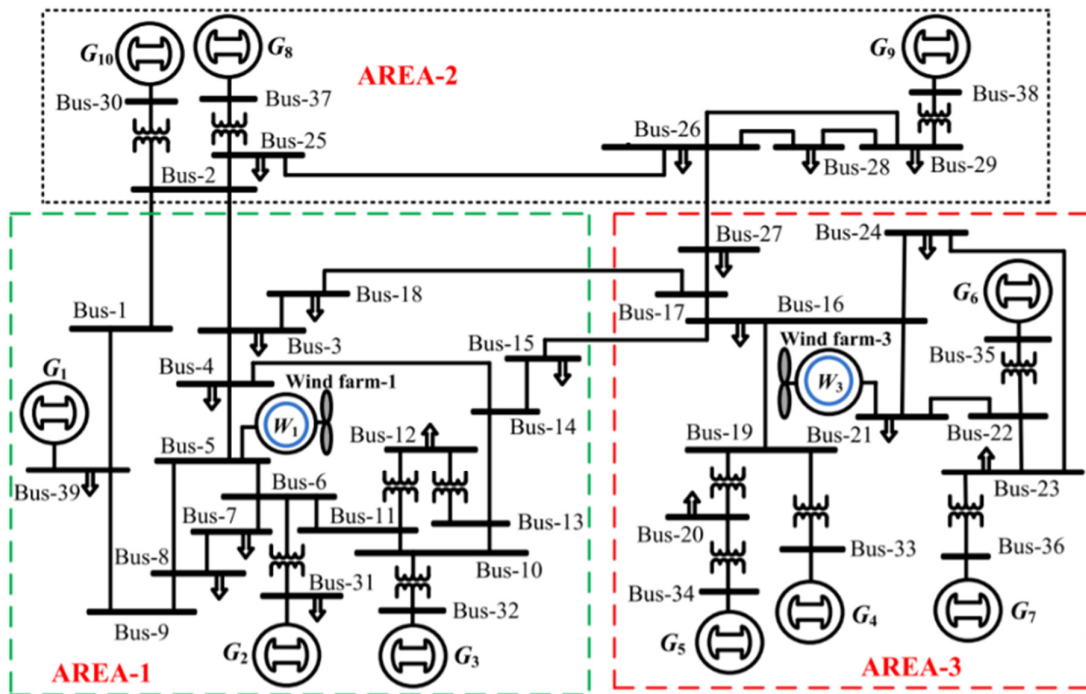 G10
G8
G9
AREA-2
Bus-30
Bus-37
Bus-38
Bus-25
Bus-26
Bus-2
Bus-28
Bus-29
Bus-27
Bus-24
Bus-18
Bus-17
Bus-16
G6
Bus-1
Bus-3
Bus-15
Wind farm-3
Bus-35
G1
Bus-4
Wind farm-1
W3
W1
Bus-14
Bus-5
Bus-12
Bus-19
Bus-21
Bus-22
Bus-39
Bus-6
Bus-23
Bus-7
Bus-11
Bus-13
Bus-20
Bus-8
Bus-33
Bus-36
Bus-31
Bus-10
Bus-34
Bus-9
Bus-32
G2
G3
G5
G4
G7
AREA-1
AREA-3